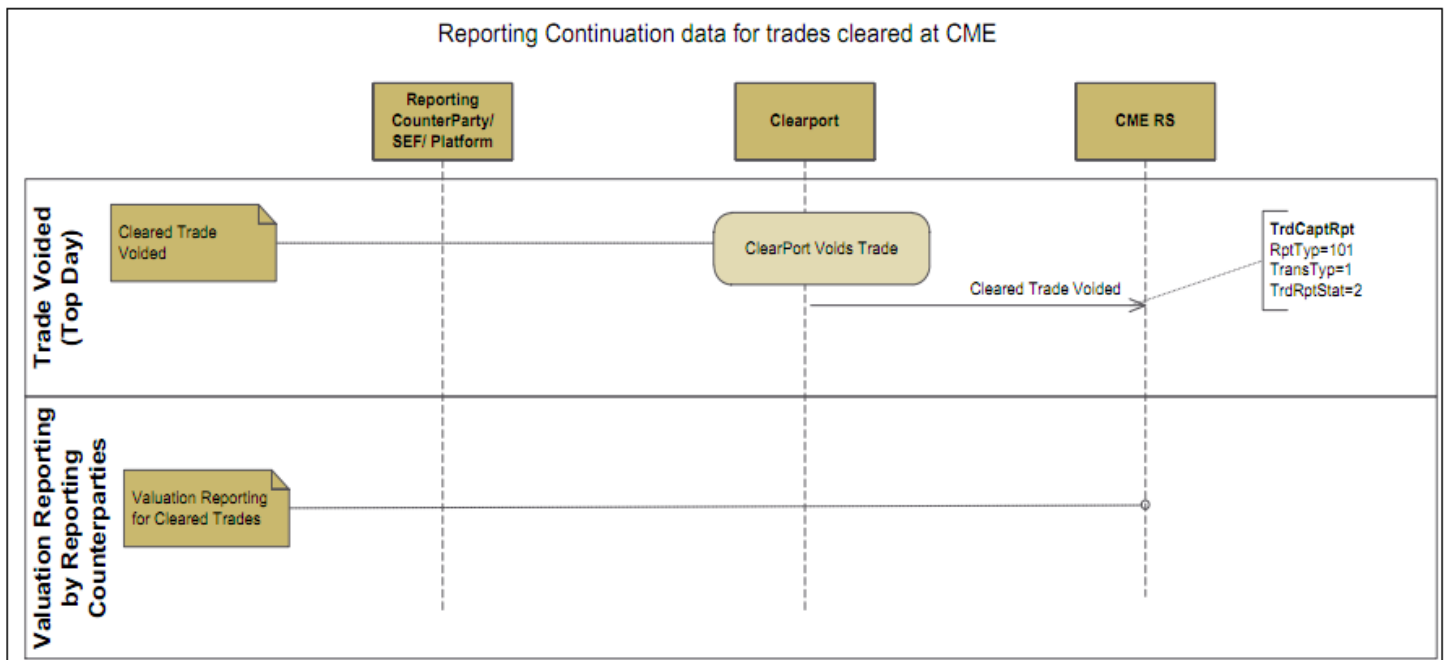 Reporting Continuation data for trades cleared at CME
Reporting
CounterParty/
SEF/ Platform
Clearport
CME RS
Trade Voided
(Top Day)
Cleared Trade
Voided
ClearPort Voids Trade
Cleared Trade Voided
TrdCaptRpt
RptTyp=101
TransTyp=1
TrdRptStat=2
Valuation Reporting
by Reporting
Counterparties
Valuation Reporting
for Cleared Trades